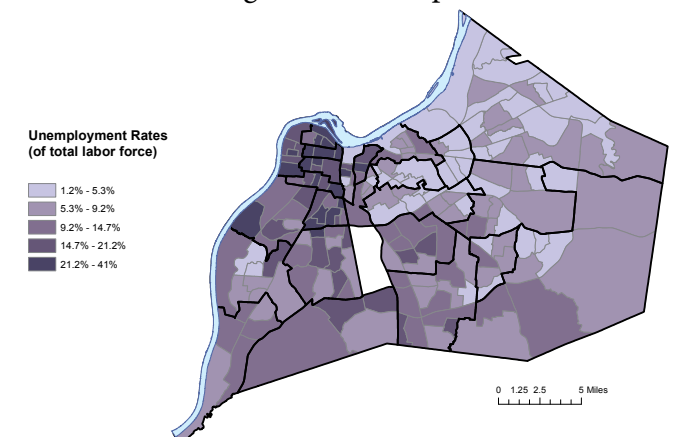 Unemployment Rates
(of total labor force)
1.2% - 5.3%
5.3% - 9.2%
9.2% - 14.7%
14.7% - 21.2%
21.2% - 41%
0 1.25 2.5 5 Miles